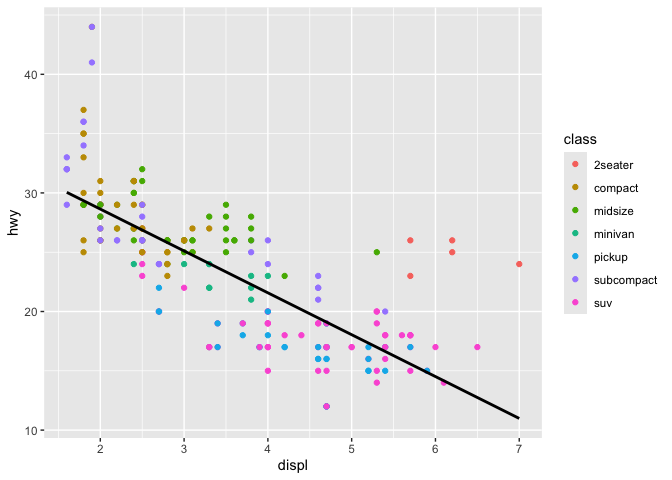 hwy
40
30
20
10
2
3
4
5
6
7
displ
class
2seater
compact
midsize
minivan
pickup
subcompact
suv